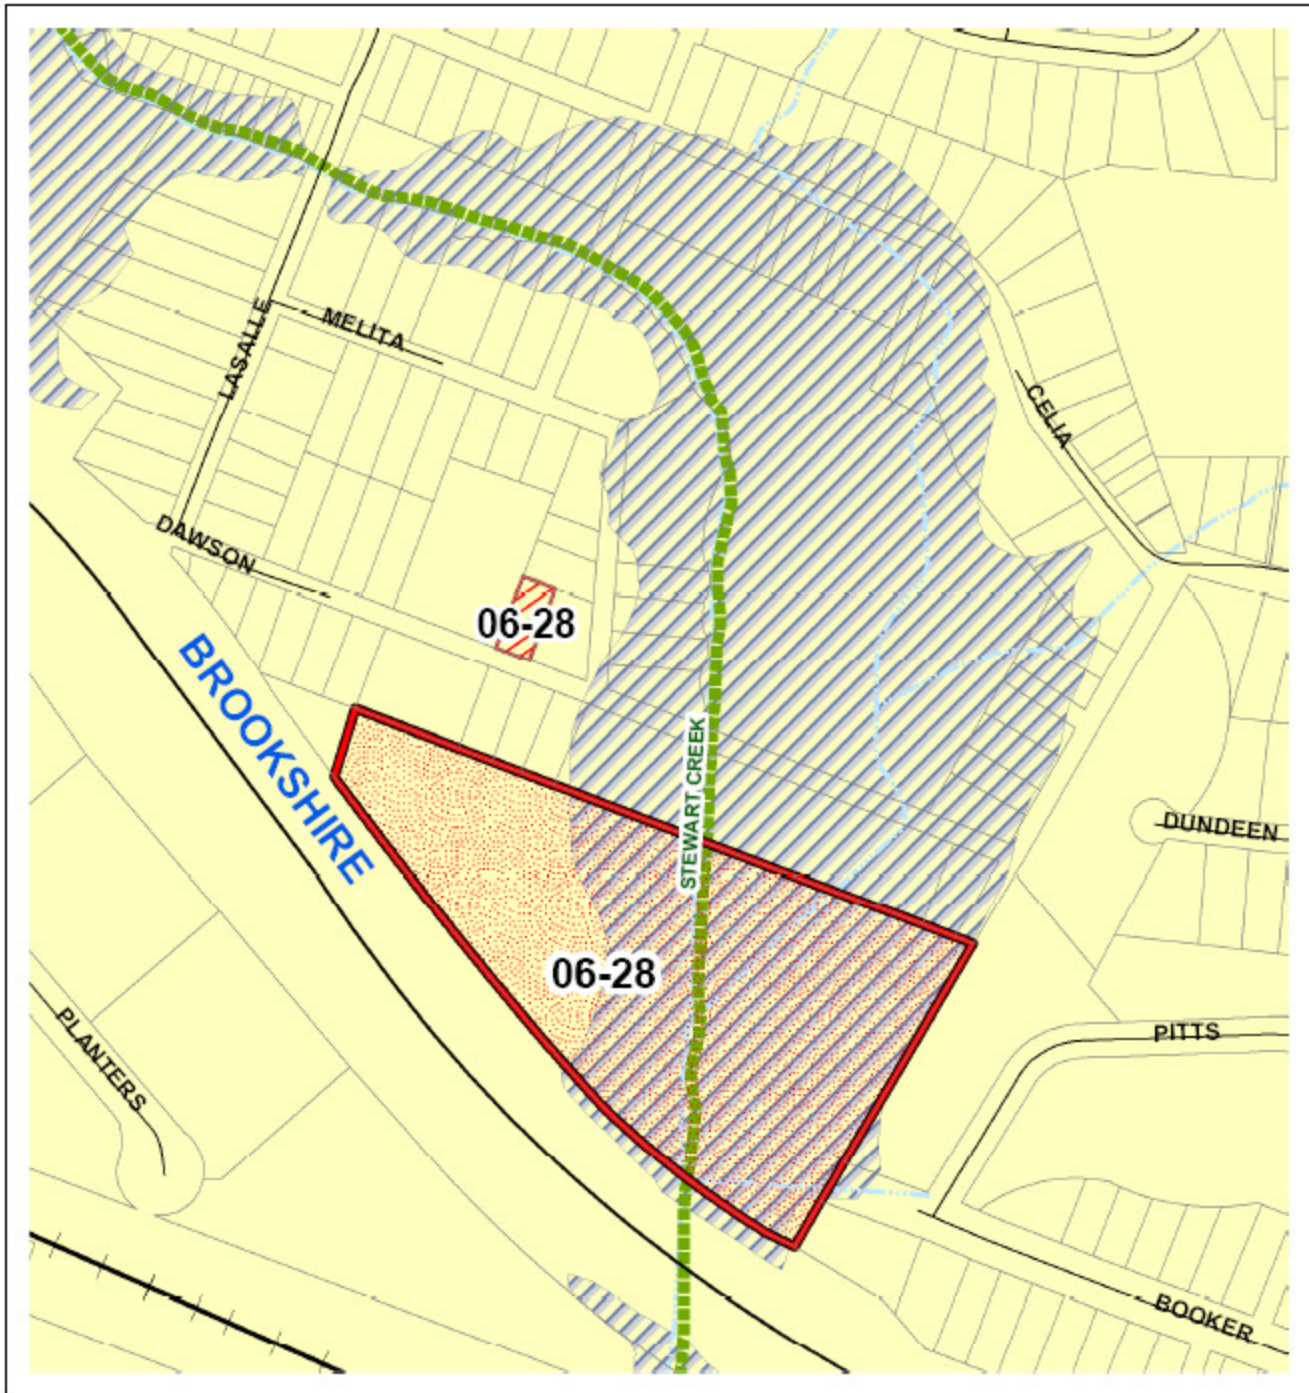 LASALLE
MELITA
CELIA
DAWSON
06-28
BROOKSHIRE
STEWART CREEK
DUNDEEN
06-28
PLANTERS
PITTS
BOOKER